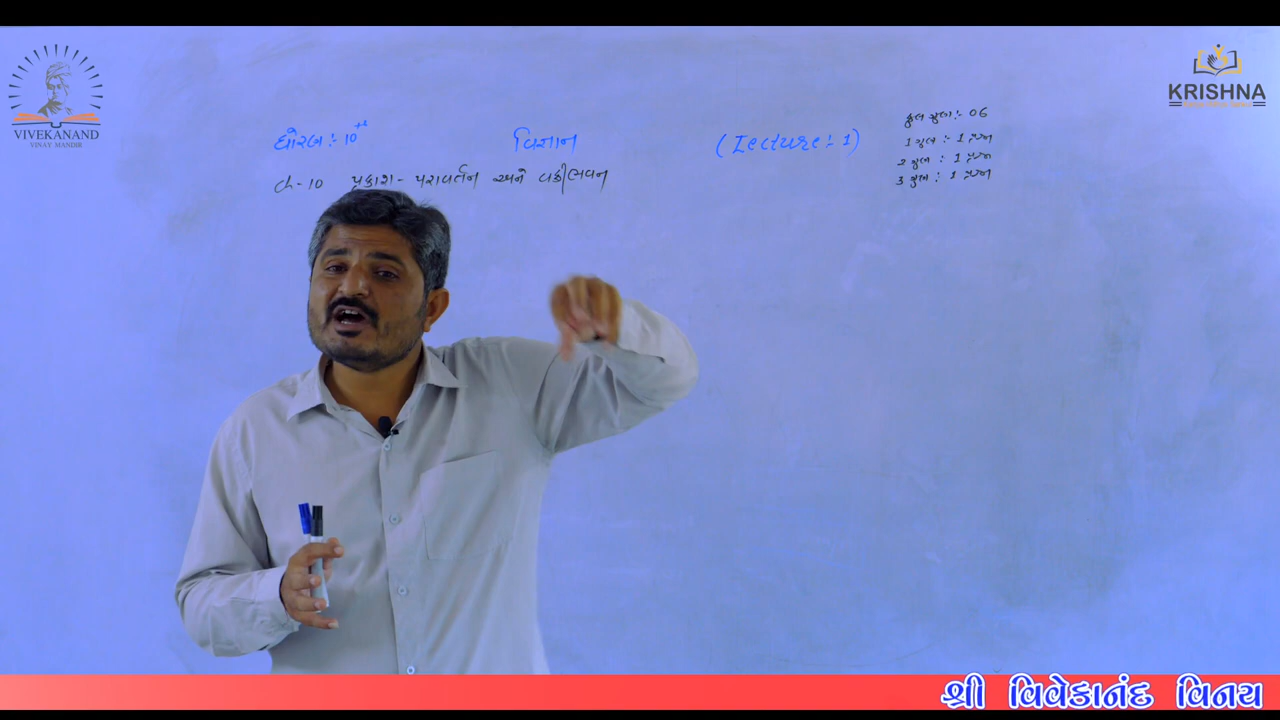 VIVEKANAND
VINAY MANDIR
KRISHNA
ધોરણ :- 10
વિજ્ઞાન
(Lecture :- 1)
ch - 10 પ્રકાશ - પરાવર્તન અને વક્રીભવન
કુલ ગુણ :- 06
1 ગુણ : 1 પ્રશ્ન
2 ગુણ : 1 પ્રશ્ન
3 ગુણ : 1 પ્રશ્ન
શ્રી વિવેકાનંદ વિનય